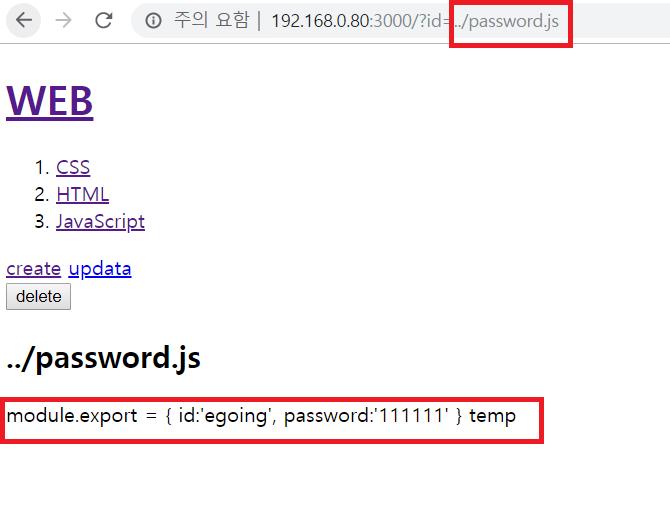 주의 요함 | 192.168.0.80:3000/?id=../password.js
WEB
1. CSS
2. HTML
3. JavaScript
create updata
delete
../password.js
module.export = { id:'egoing', password:'111111' } temp